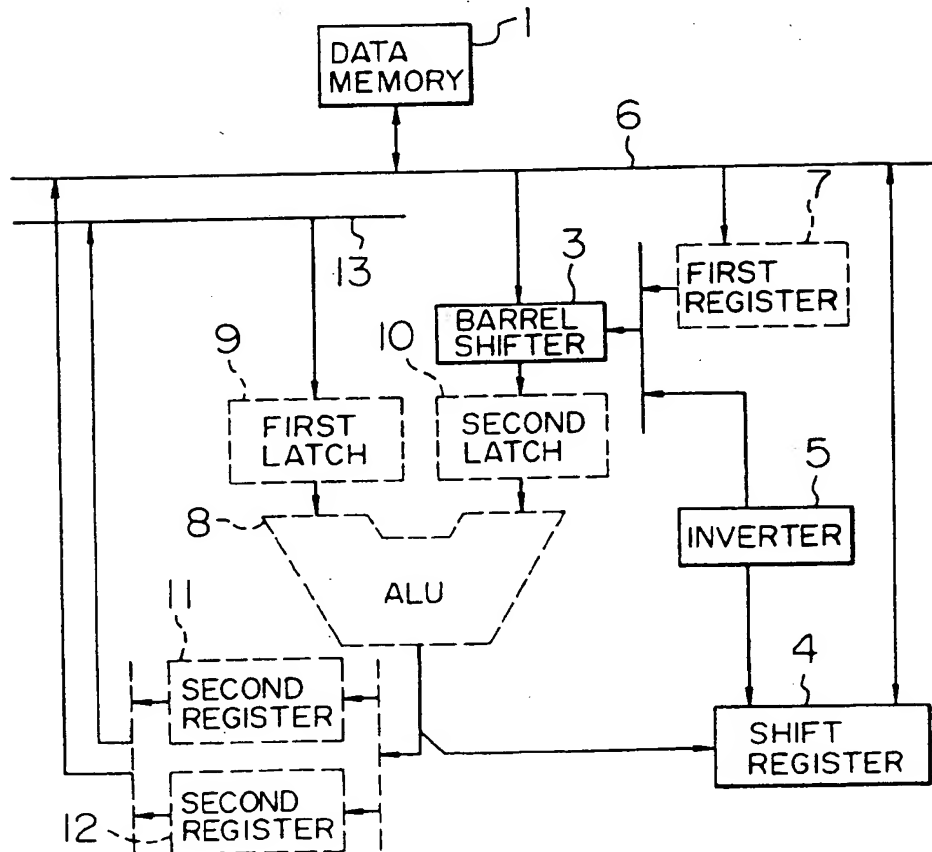 1
DATA
MEMORY
6
7
13
3
FIRST
REGISTER
BARREL
SHIFTER
9
10
FIRST
LATCH
SECOND
LATCH
5
8
INVERTER
ALU
11
4
SECOND
REGISTER
SHIFT
REGISTER
SECOND
REGISTER
12